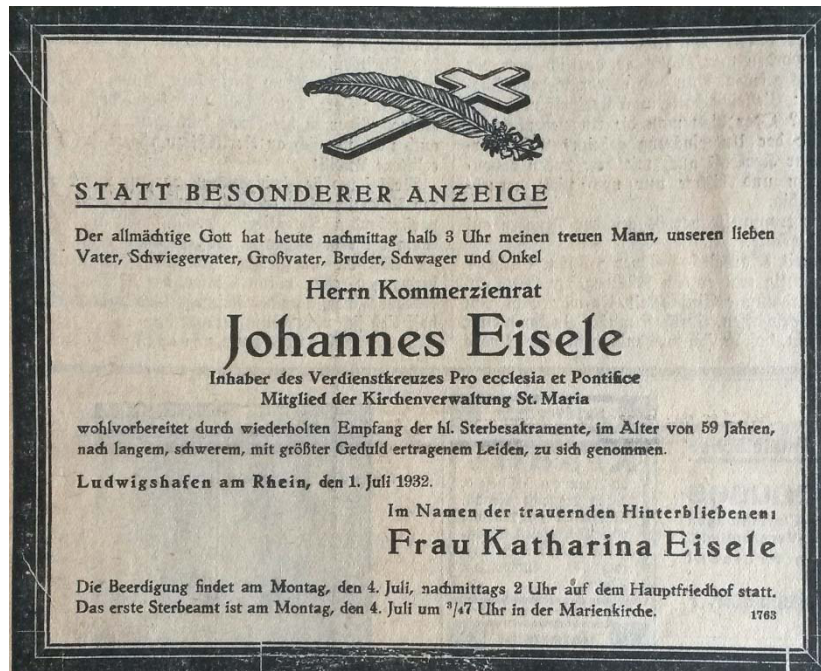 STATT BESONDERER ANZEIGE
Der allmächtige Gott hat heute nachmittag halb 3 Uhr meinen treuen Mann, unseren lieben
Vater, Schwiegervater, Großvater, Bruder, Schwager und Onkel
Herrn Kommerzienrat
Johannes Eisele
Inhaber des Verdienstkreuzes Pro ecclesia et Pontifice
Mitglied der Kirchenverwaltung St. Maria
wohlvorbereitet durch wiederholten Empfang der hl. Sterbesakramente, im Alter von 59 Jahren,
nach langem, schwerem, mit größter Geduld ertragenem Leiden, zu sich genommen.
Ludwigshafen am Rhein, den 1. Juli 1932.
Im Namen der trauernden Hinterbliebenen:
Frau Katharina Eisele
Die Beerdigung findet am Montag, den 4. Juli, nachmittags 2 Uhr auf dem Hauptfriedhof statt.
Das erste Sterbeamt ist am Montag, den 4. Juli um ³/₄7 Uhr in der Marienkirche. 1763